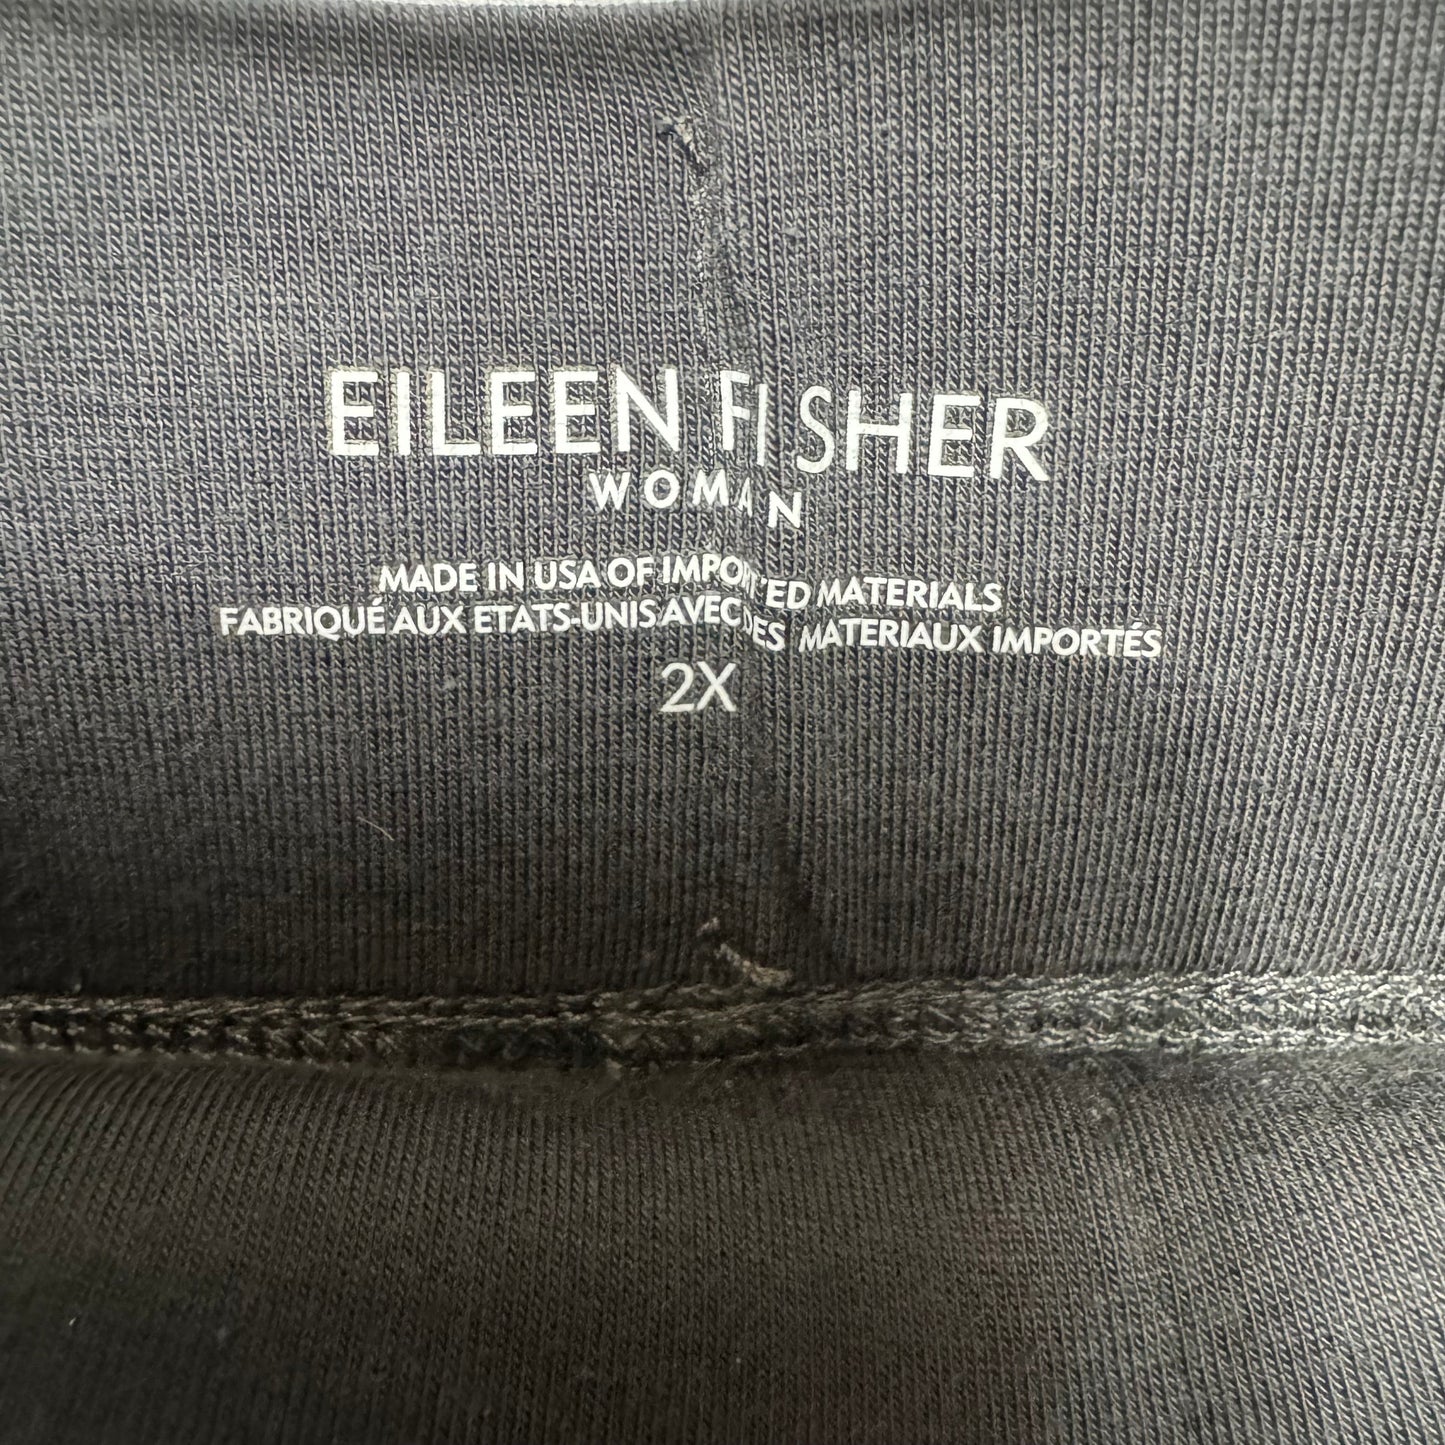 EILEEN FISHER
WOMAN
MADE IN USA OF IMPORTED MATERIALS
FABRIQUÉ AUX ETATS-UNIS AVEC DES MATERIAUX IMPORTÉS
2X